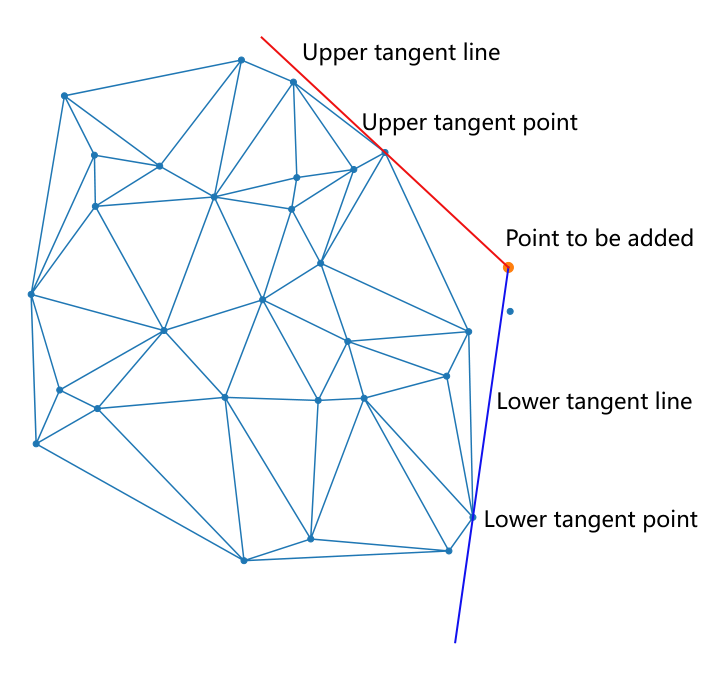 Upper tangent line
Upper tangent point
Point to be added
Lower tangent line
Lower tangent point